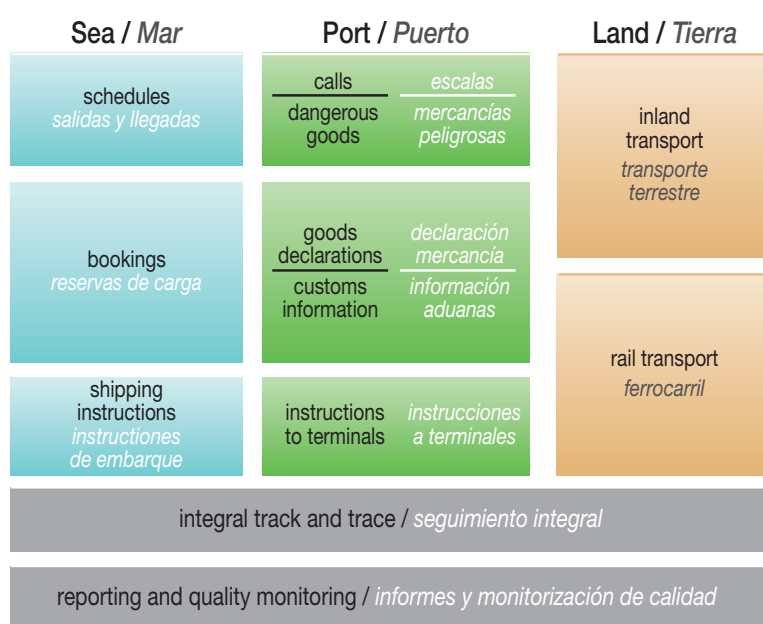 Sea / Mar
schedules
salidas y llegadas
bookings
reservas de carga
shipping
instructions
instructiones
de embarque
Port / Puerto
calls
escalas
dangerous
goods
mercancías
peligrosas
goods
declarations
declaración
mercancía
customs
information
información
aduanas
instructions
to terminals
instrucciones
a terminales
Land / Tierra
inland
transport
transporte
terrestre
rail transport
ferrocarril
integral track and trace / seguimiento integral
reporting and quality monitoring / informes y monitorización de calidad